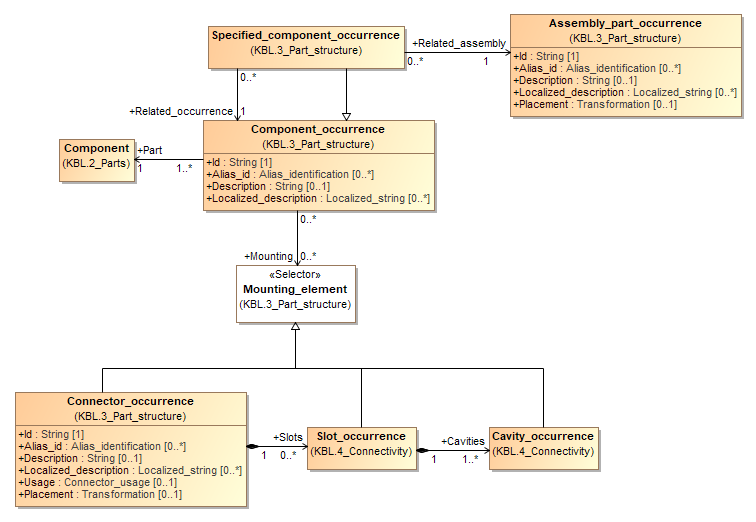 Specified_component_occurrence
(KBL.3_Part_structure)
+Related_assembly
0..*
1
Assembly_part_occurrence
(KBL.3_Part_structure)
+Id : String [1]
+Alias_id : Alias_identification [0..*]
+Description : String [0..1]
+Localized_description : Localized_string [0..*]
+Placement : Transformation [0..1]
0..*
+Related_occurrence
1
Component
(KBL.2_Parts)
+Part
1
1..*
Component_occurrence
(KBL.3_Part_structure)
+Id : String [1]
+Alias_id : Alias_identification [0..*]
+Description : String [0..1]
+Localized_description : Localized_string [0..*]
0..*
+Mounting
0..*
«Selector»
Mounting_element
(KBL.3_Part_structure)
Connector_occurrence
(KBL.3_Part_structure)
+Id : String [1]
+Alias_id : Alias_identification [0..*]
+Description : String [0..1]
+Localized_description : Localized_string [0..*]
+Usage : Connector_usage [0..1]
+Placement : Transformation [0..1]
+Slots
1
0..*
Slot_occurrence
(KBL.4_Connectivity)
+Cavities
1
1..*
Cavity_occurrence
(KBL.4_Connectivity)